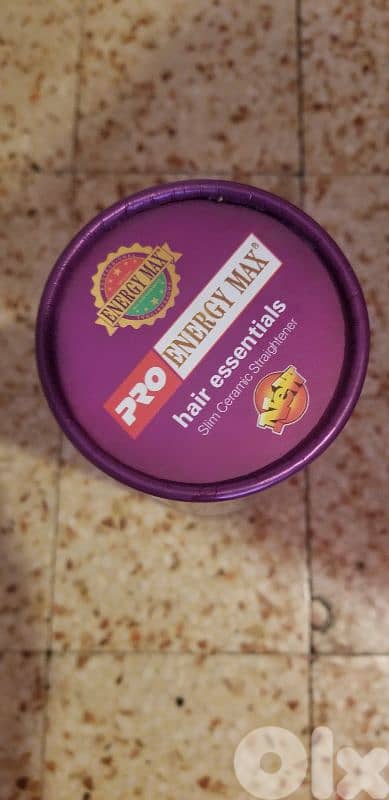 ENERGY MAX
PRO ENERGY MAX®
hair essentials
Slim Ceramic Straightener
New
Olx